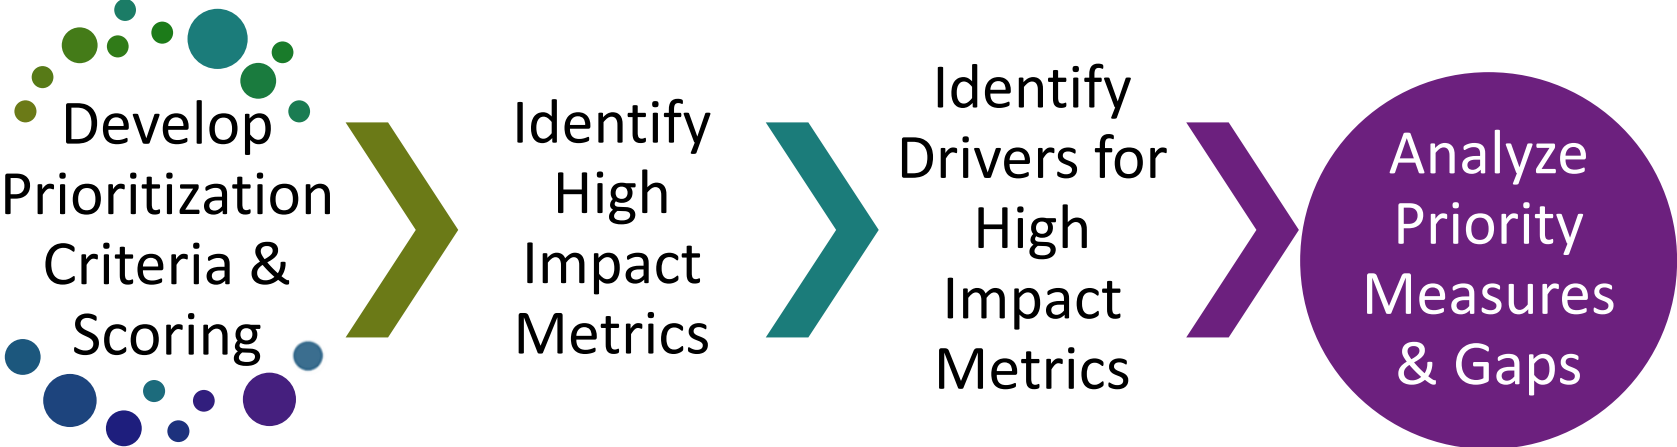 Develop
Prioritization
Criteria &
Scoring
Identify
High
Impact
Metrics
Identify
Drivers for
High
Impact
Metrics
Analyze
Priority
Measures
& Gaps